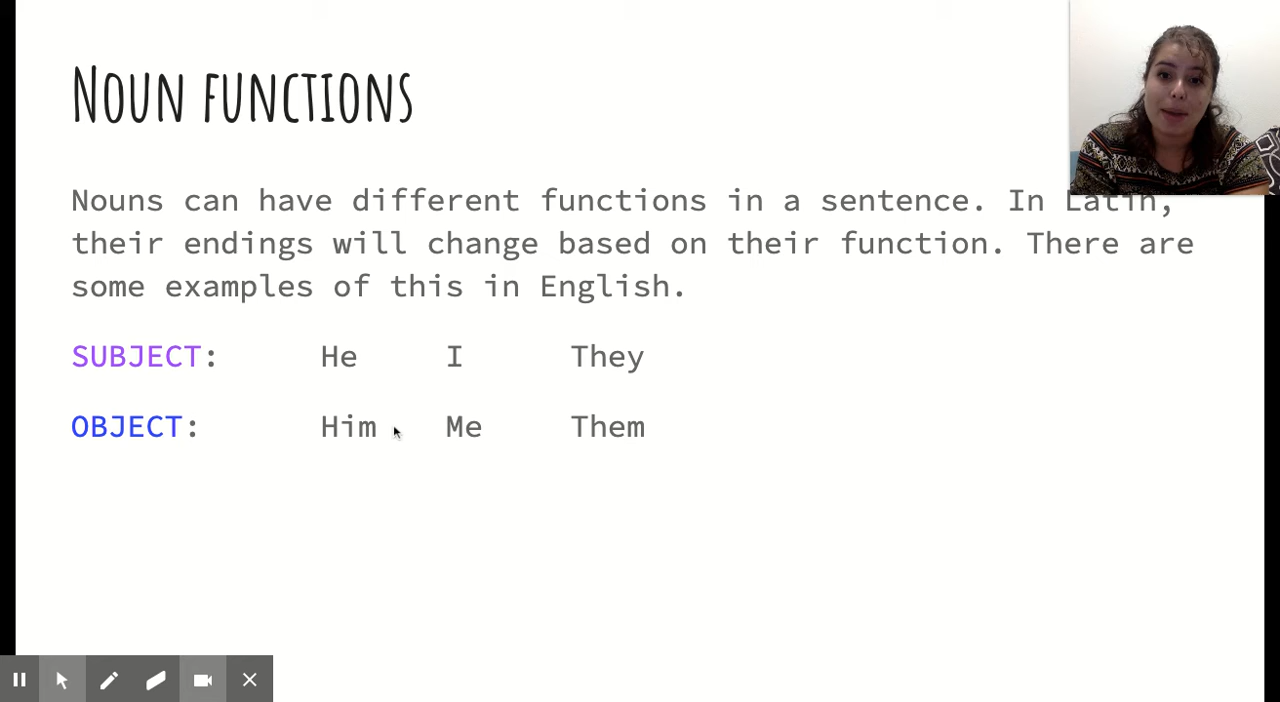 Noun functions
Nouns can have different functions in a sentence. In Latin,
their endings will change based on their function. There are
some examples of this in English.
SUBJECT: He I They
OBJECT: Him Me Them